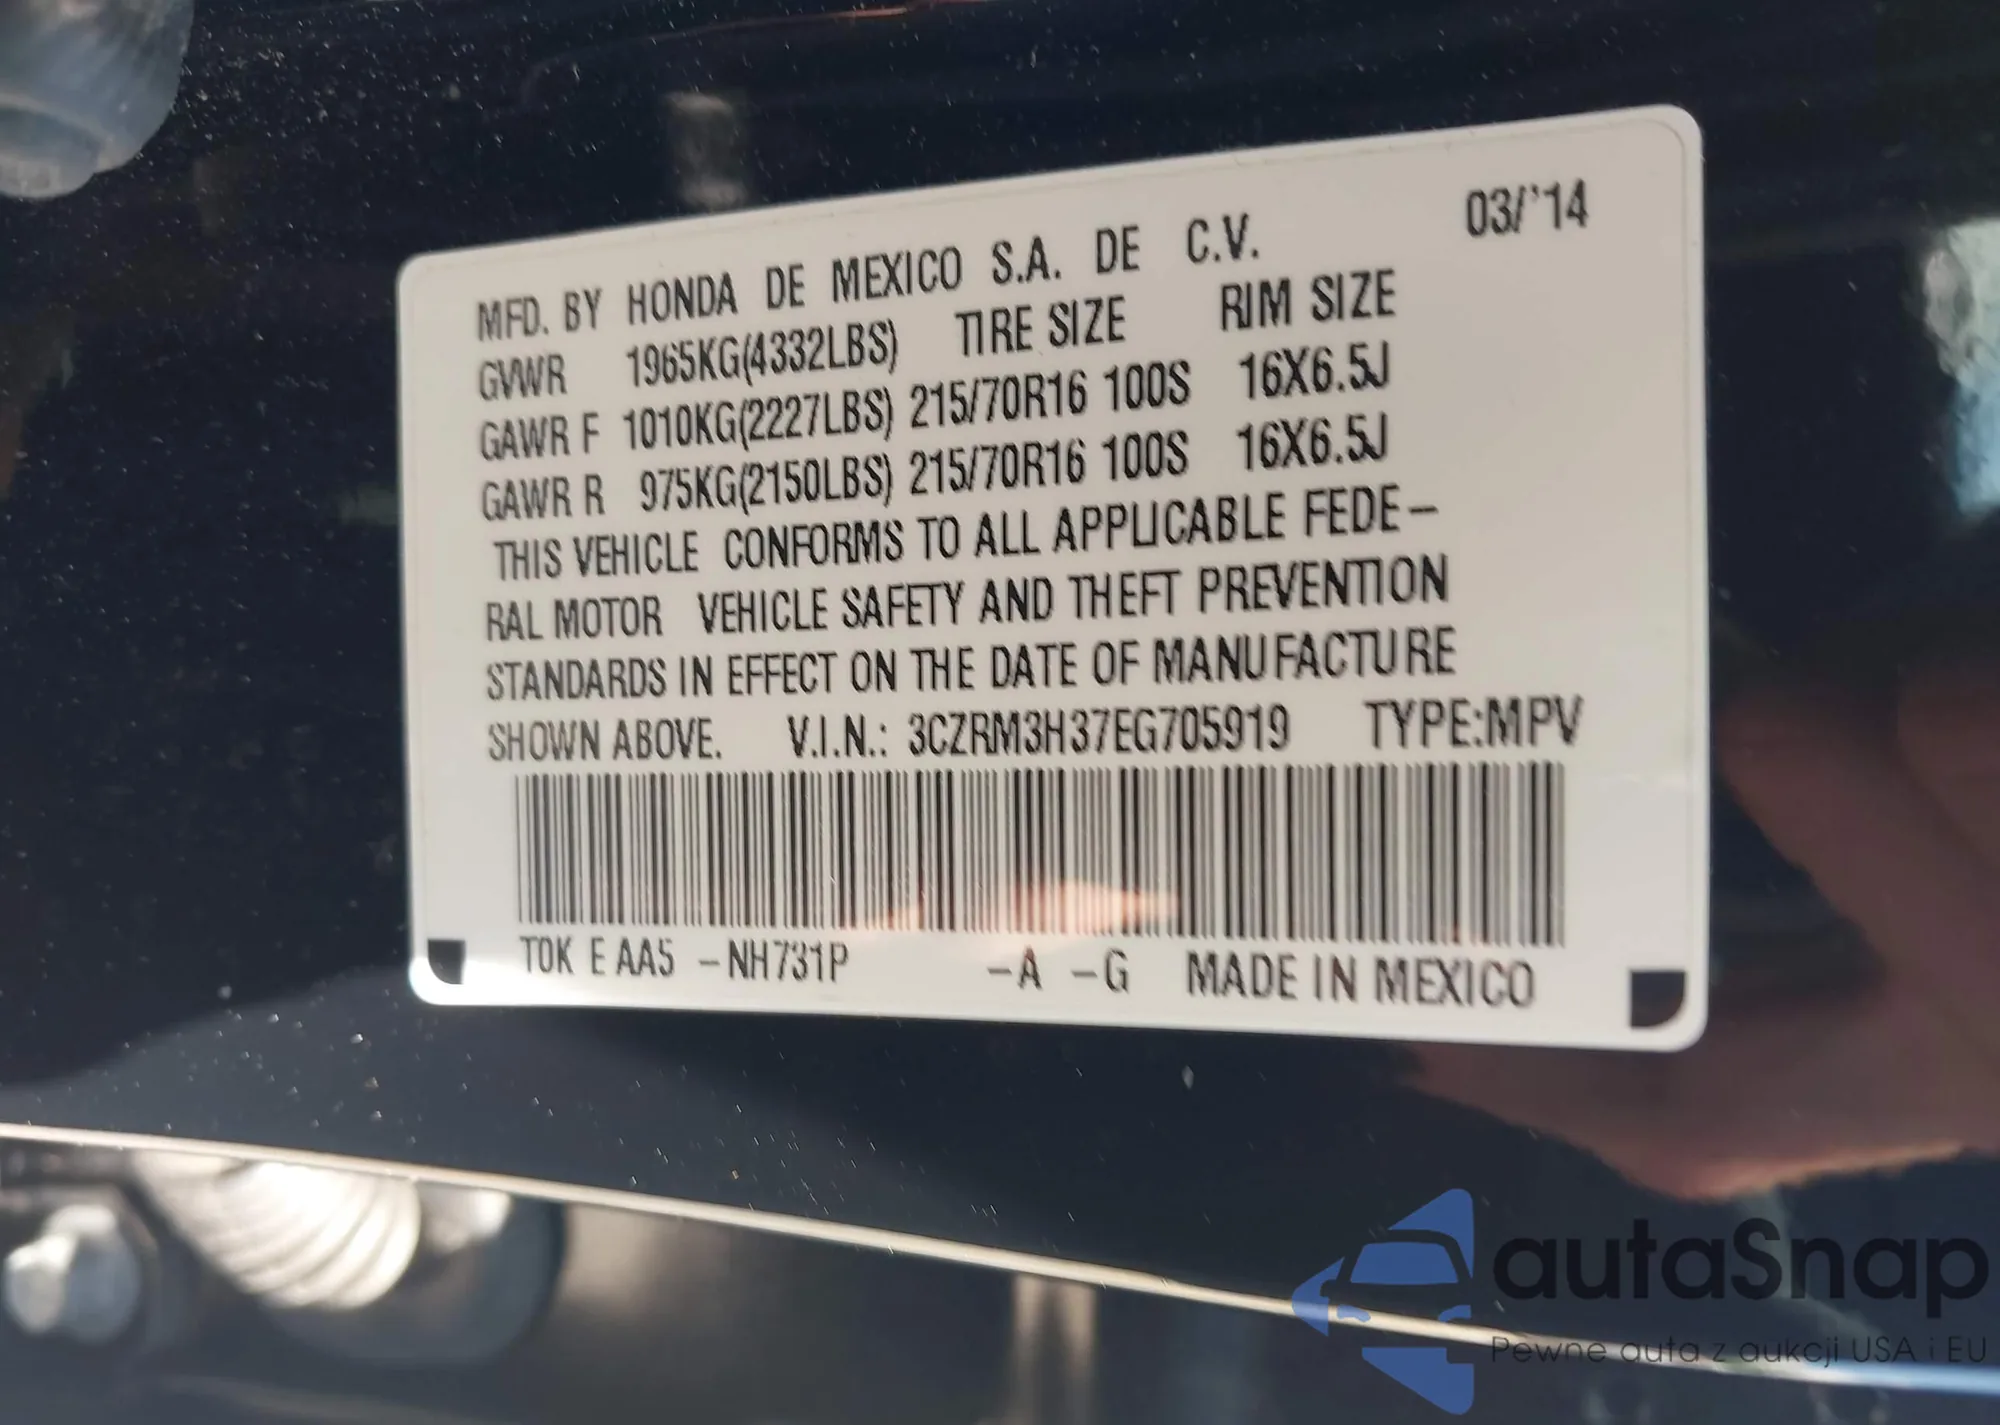 03/'14
MFD. BY HONDA DE MEXICO S.A. DE C.V.
GVWR 1965KG(4332LBS) TIRE SIZE RIM SIZE
GAWR F 1010KG(2227LBS) 215/70R16 100S 16X6.5J
GAWR R 975KG(2150LBS) 215/70R16 100S 16X6.5J
THIS VEHICLE CONFORMS TO ALL APPLICABLE FEDE–
RAL MOTOR VEHICLE SAFETY AND THEFT PREVENTION
STANDARDS IN EFFECT ON THE DATE OF MANUFACTURE
SHOWN ABOVE. V.I.N.: 3CZRM3H37EG705919 TYPE:MPV
T0K E AA5 –NH731P –A –G MADE IN MEXICO
autaSnap
Pewne auta z aukcji USA i EU